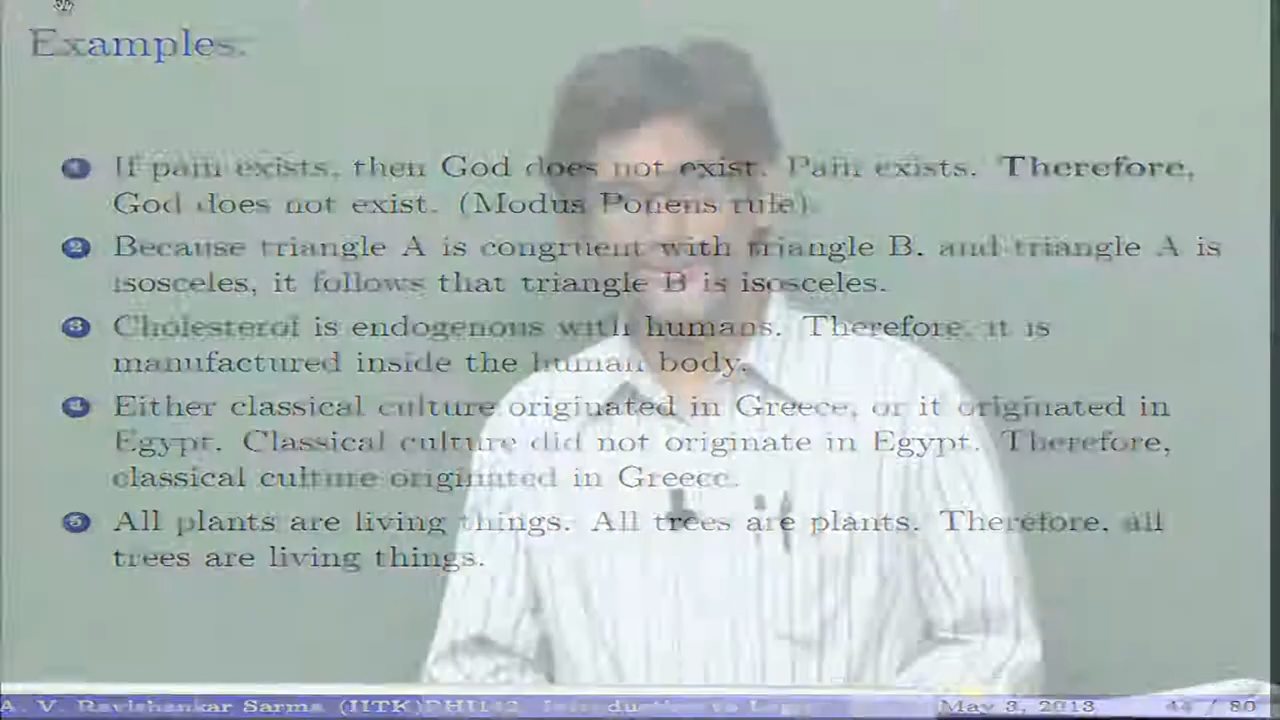 Examples.
1 If pain exists, then God does not exist. Pain exists. Therefore,
God does not exist. (Modus Ponens rule).
2 Because triangle A is congruent with triangle B, and triangle A is
isosceles, it follows that triangle B is isosceles.
3 Cholesterol is endogenous with humans. Therefore, it is
manufactured inside the human body.
4 Either classical culture originated in Greece, or it originated in
Egypt. Classical culture did not originate in Egypt. Therefore,
classical culture originated in Greece.
5 All plants are living things. All trees are plants. Therefore, all
trees are living things.
A. V. Ravishankar Sarma (IITK) PHI142, Introduction to Logic May 3, 2013 44 / 80